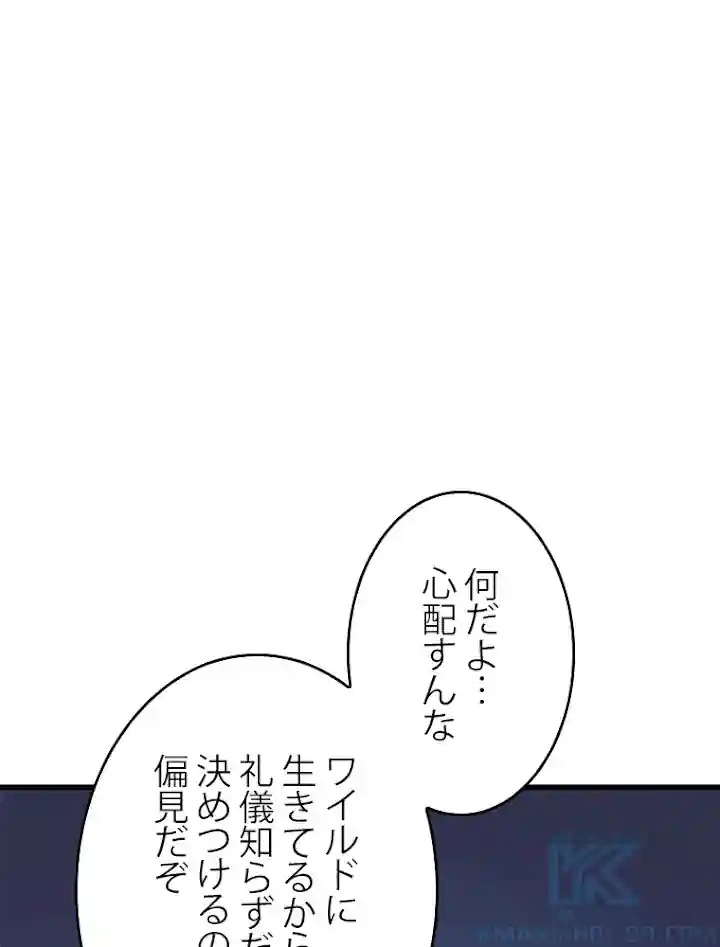 何だよ…
心配すんな
ワイルドに
生きてるから
礼儀知らずだ
決めつけるの
偏見だぞ